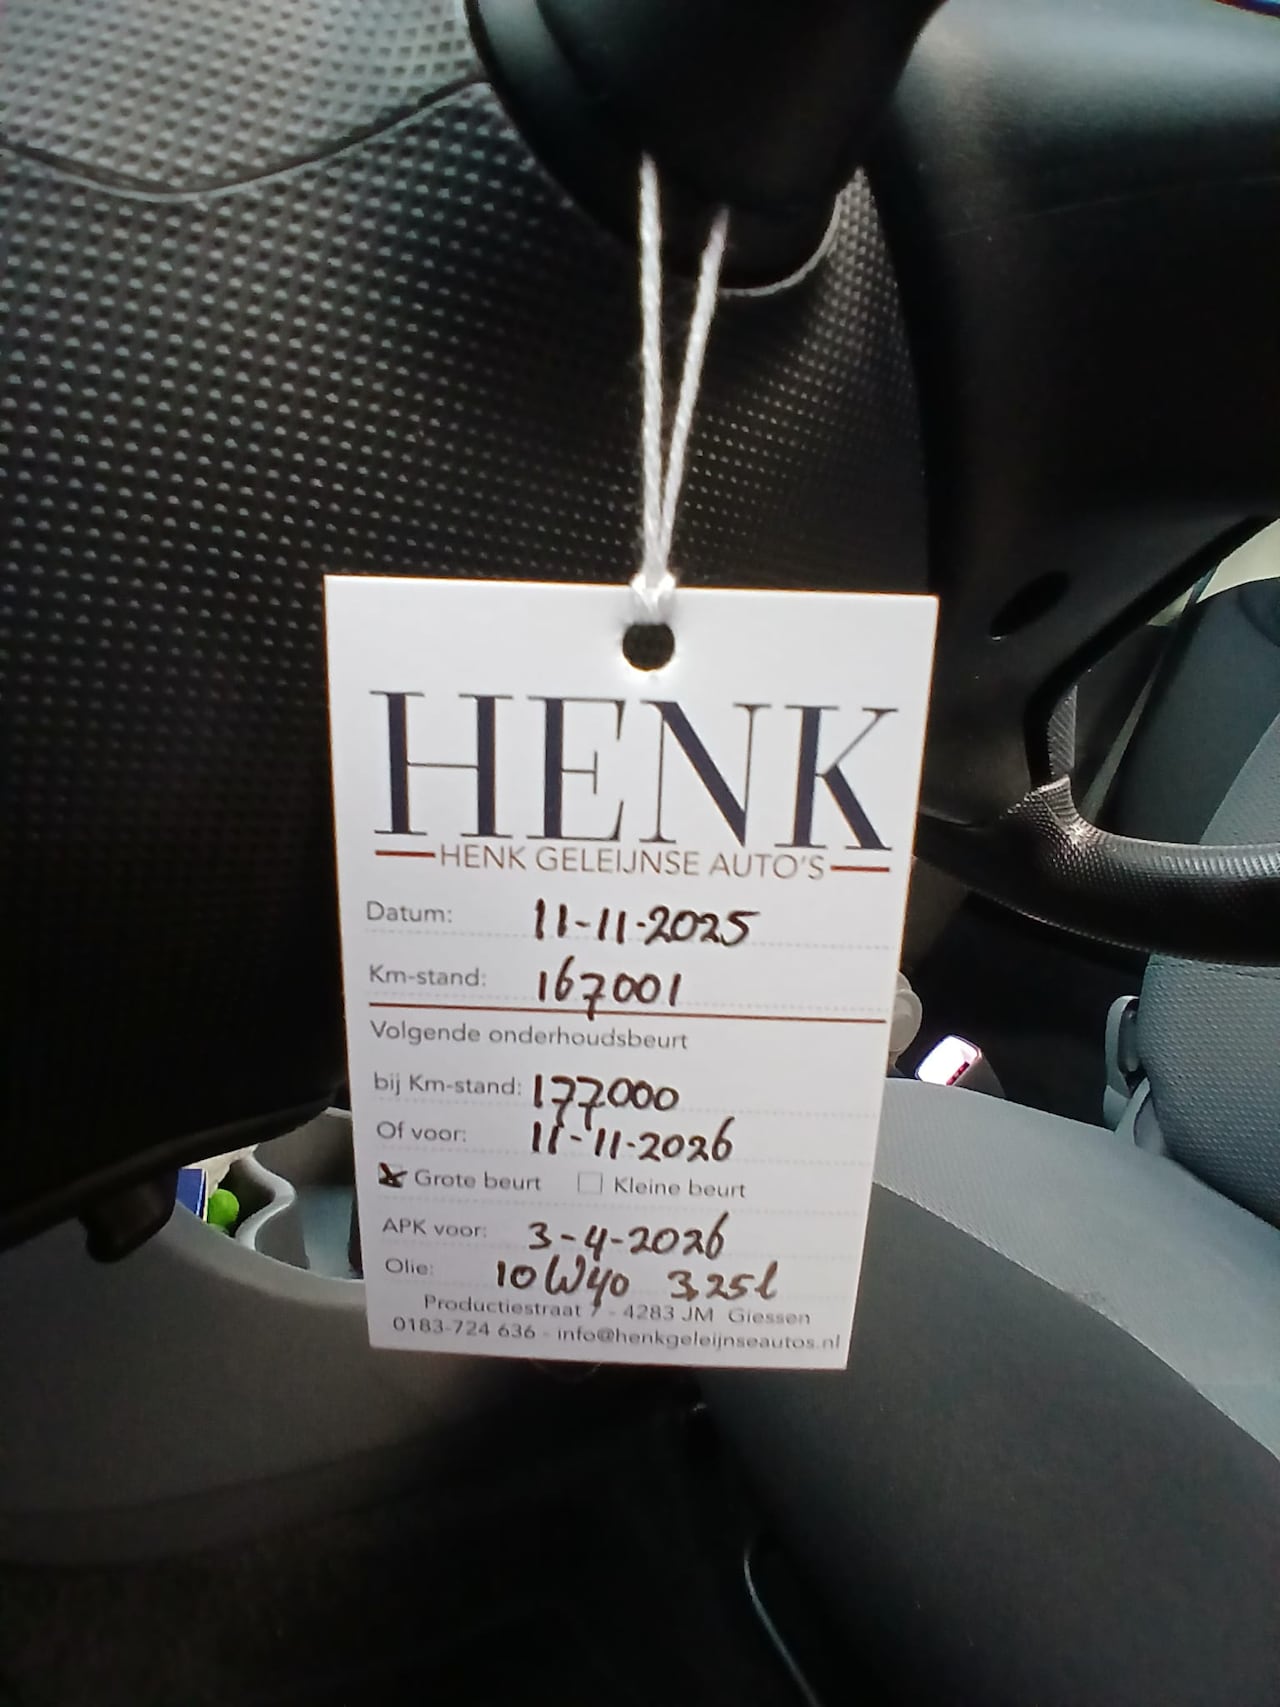 HENK
HENK GELEIJNSE AUTO'S
Datum: 11-11-2025
Km-stand: 167001
Volgende onderhoudsbeurt
bij Km-stand: 177000
Of voor: 11-11-2026
Grote beurt Kleine beurt
APK voor: 3-4-2026
Olie: 10W40 3,25l
Productiestraat 7 - 4283 JM Giessen
0183-724 636 - info@henkgeleijnseautos.nl